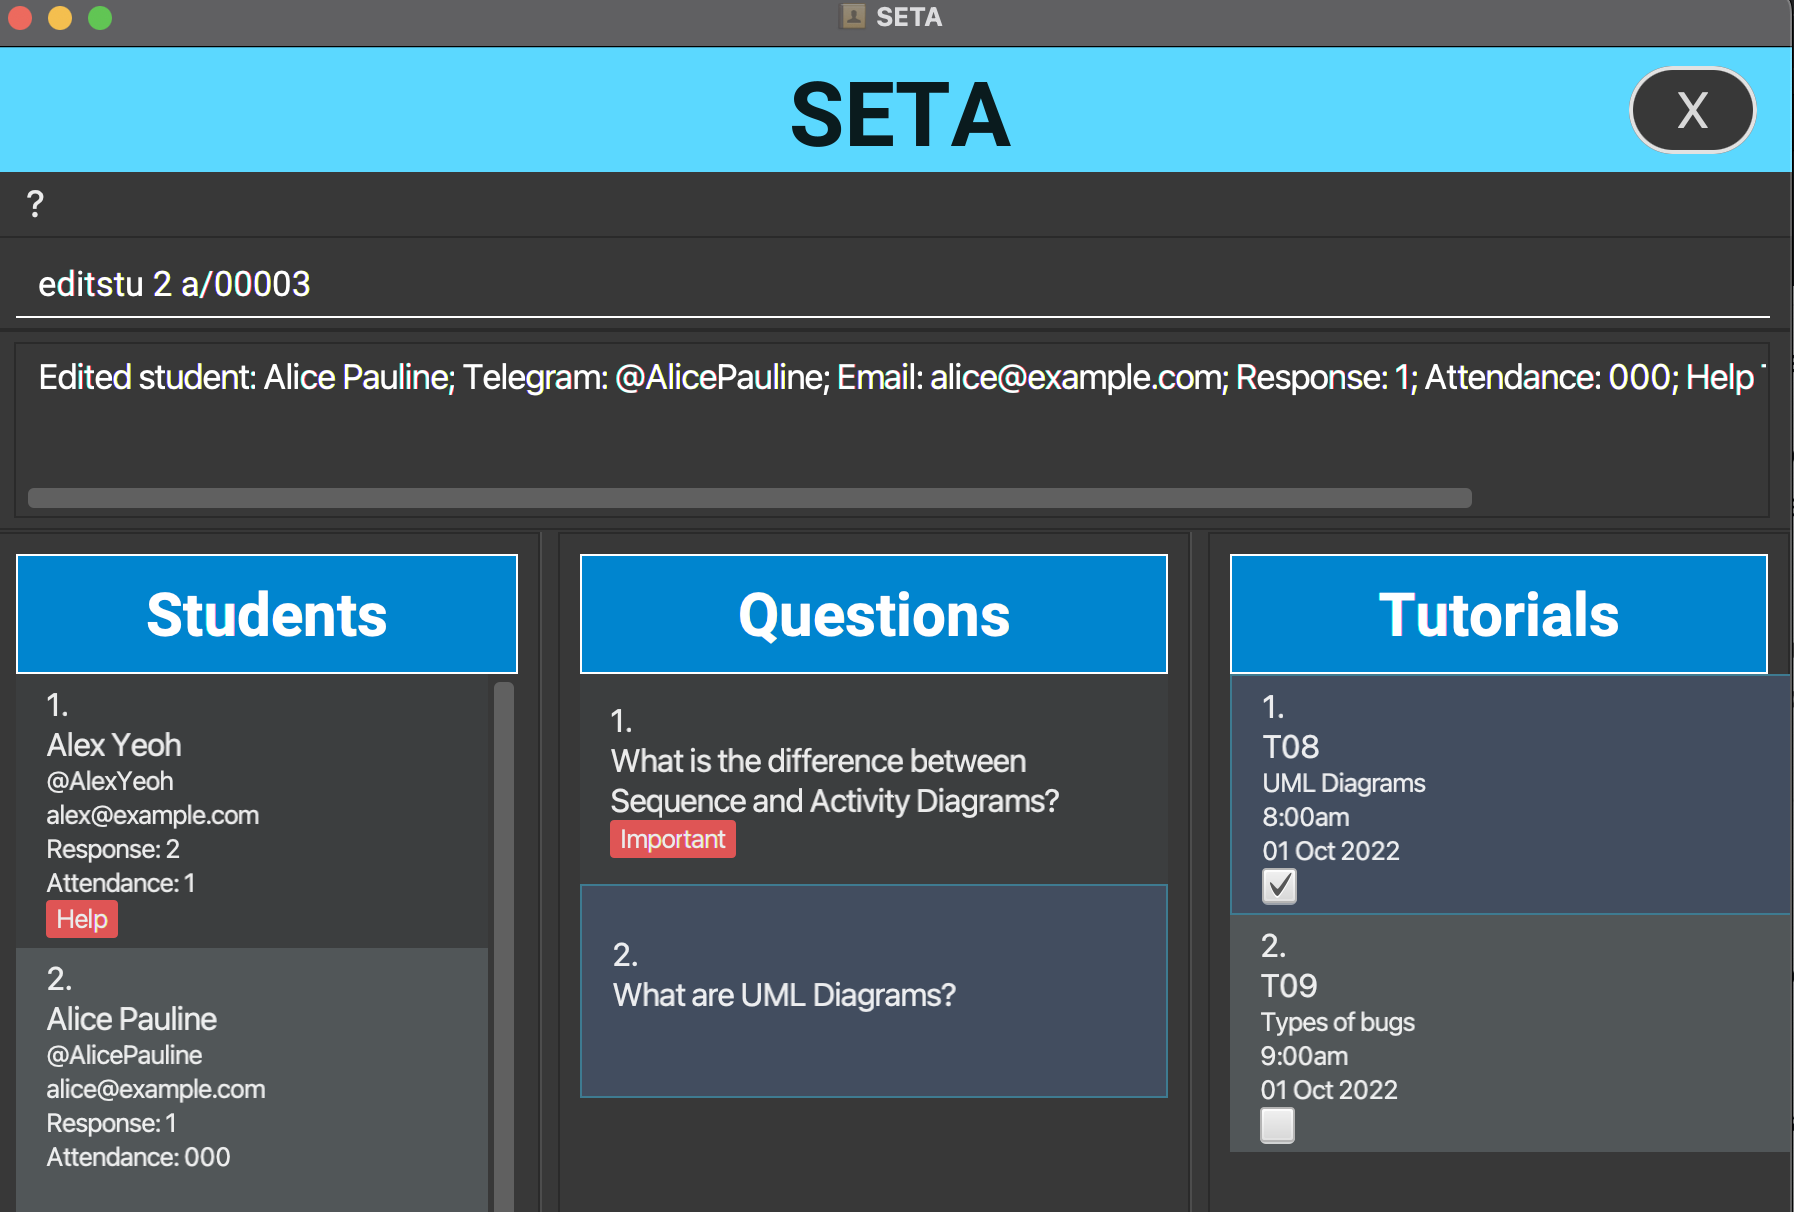 SETA
SETA
X
?
editstu 2 a/00003
Edited student: Alice Pauline; Telegram: @AlicePauline; Email: alice@example.com; Response: 1; Attendance: 000; Help
Students
1.
Alex Yeoh
@AlexYeoh
alex@example.com
Response: 2
Attendance: 1
Help
2.
Alice Pauline
@AlicePauline
alice@example.com
Response: 1
Attendance: 000
Questions
1.
What is the difference between
Sequence and Activity Diagrams?
Important
2.
What are UML Diagrams?
Tutorials
1.
T08
UML Diagrams
8:00am
01 Oct 2022
2.
T09
Types of bugs
9:00am
01 Oct 2022